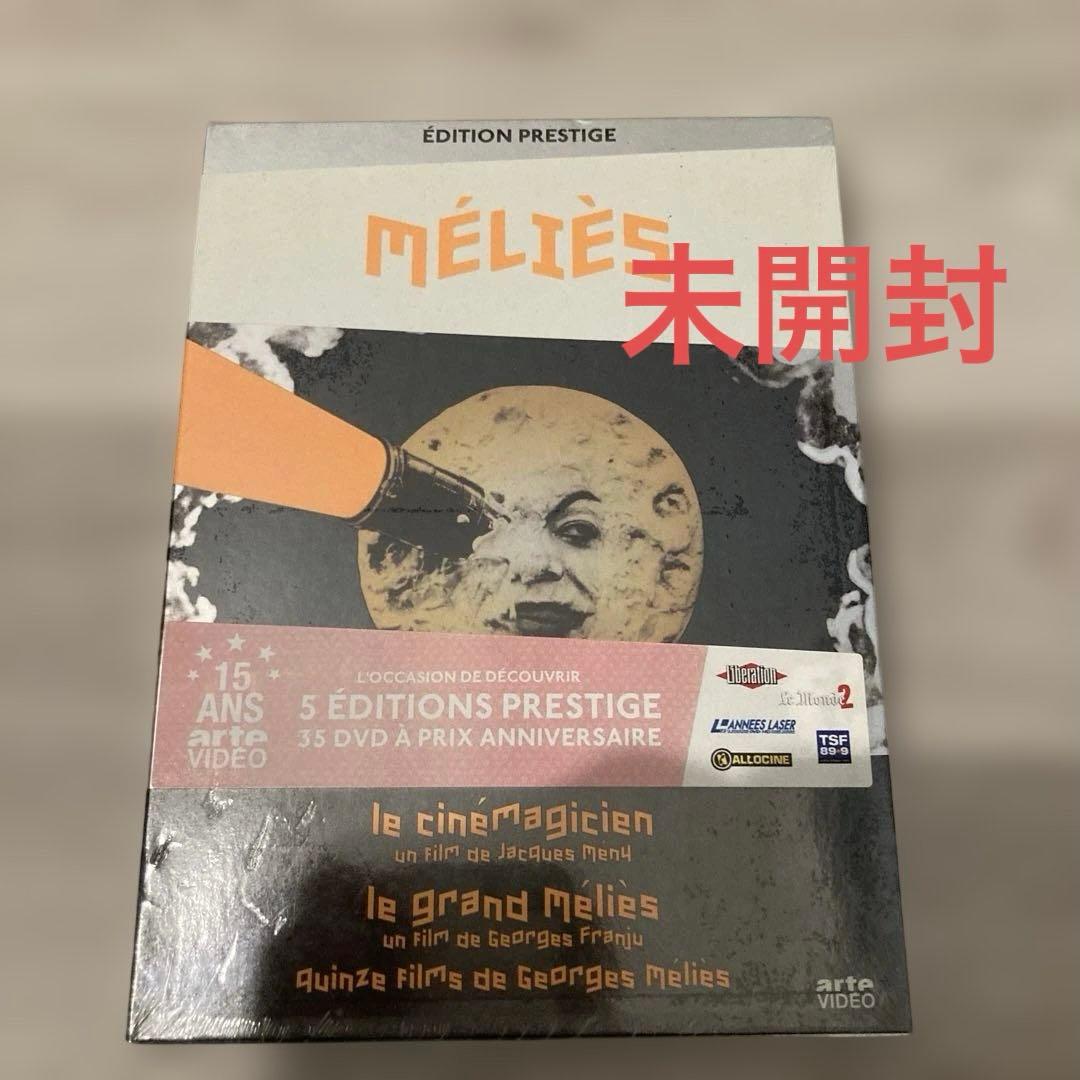 ÉDITION PRESTIGE
MÉLIÈS
未開封
15
ANS
arte
VIDÉO
L'OCCASION DE DÉCOUVRIR
5 ÉDITIONS PRESTIGE
35 DVD À PRIX ANNIVERSAIRE
Libération
Le Monde 2
LES ANNEES LASER
ALLOCINE
TSF
89•9
le cinémagicien
un film de Jacques Meny
le grand méliès
un film de Georges Franju
quinze films de Georges méliès
arte
VIDÉO